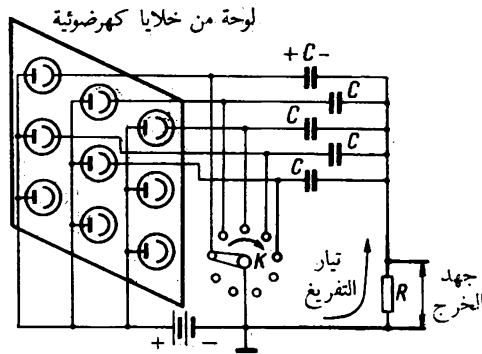 لوحة من خلايا كهرضوئية
+ C -
C
C
C
C
K
تيار
التفريغ
R
جهد
الخرج
+ -